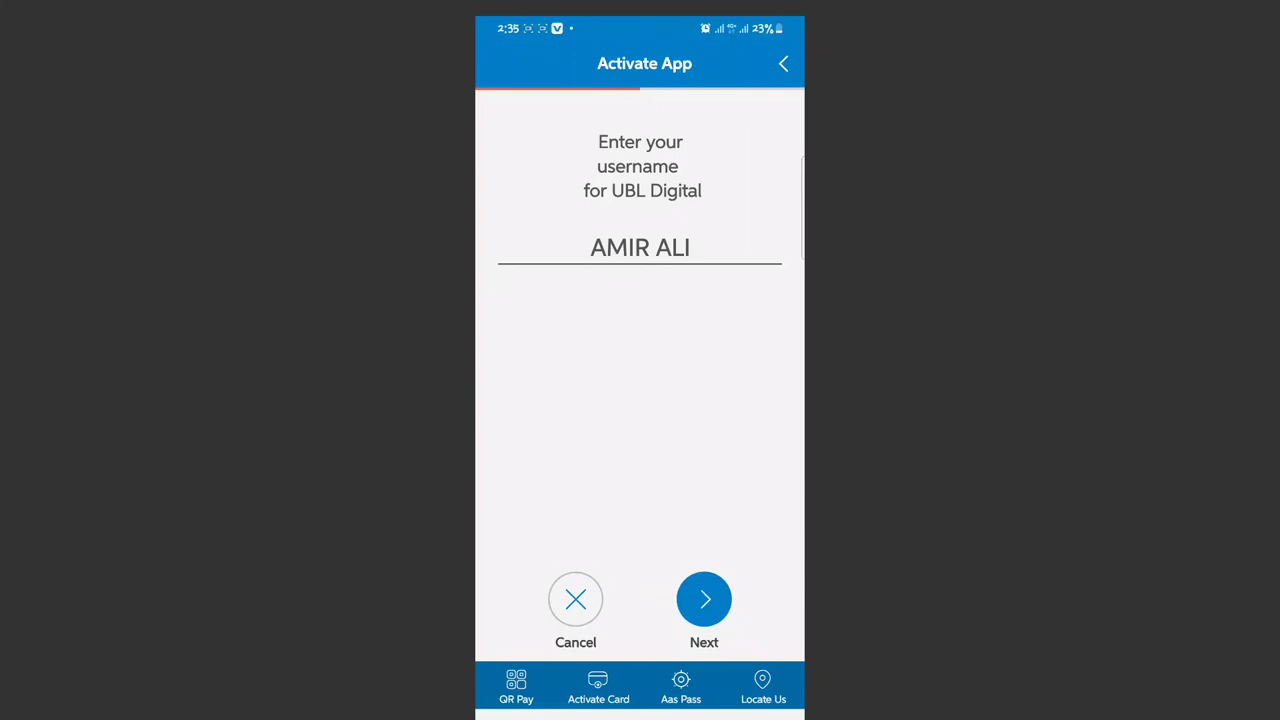 2:35 23%
Activate App
Enter your
username
for UBL Digital
AMIR ALI
Cancel Next
QR Pay Activate Card Aas Pass Locate Us